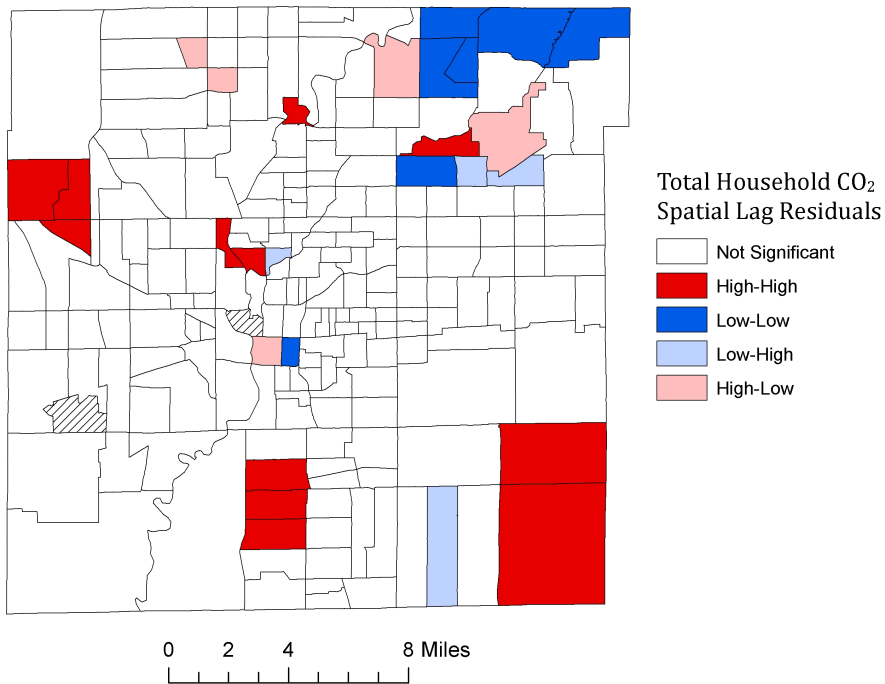 Total Household CO₂
Spatial Lag Residuals
Not Significant
High-High
Low-Low
Low-High
High-Low
0 2 4 8 Miles